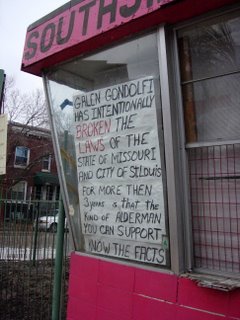 SOUTHS
GALEN GONDOLFI
HAS INTENTIONALLY
BROKEN THE
LAWS OF THE
STATE OF MISSOURI
AND CITY OF St.LOUIS
FOR MORE THEN
3 years is that the
KIND OF ALDERMAN
YOU CAN SUPPORT
KNOW THE FACTS